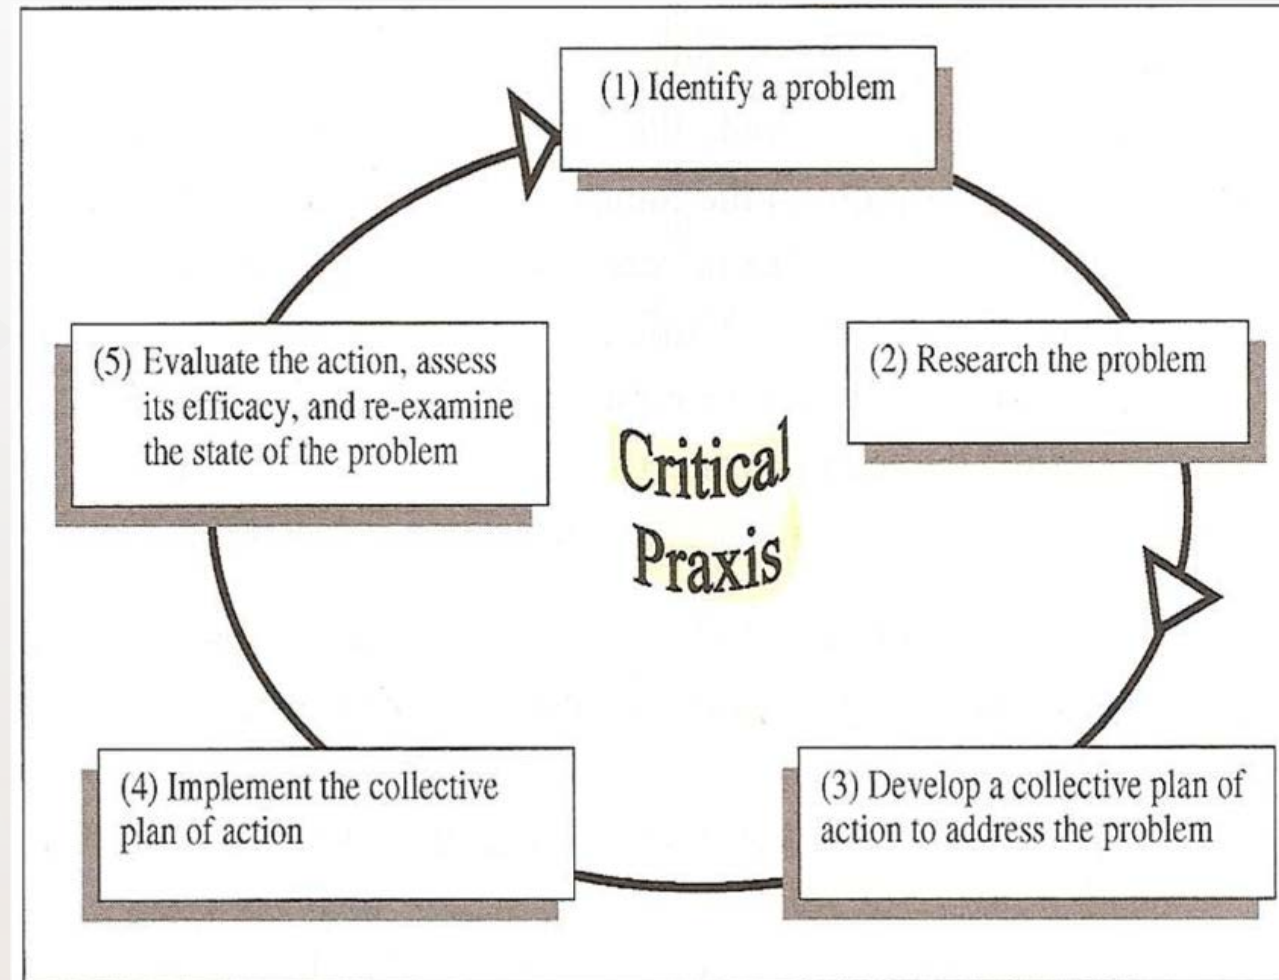 (1) Identify a problem
(2) Research the problem
(3) Develop a collective plan of
action to address the problem
(4) Implement the collective
plan of action
(5) Evaluate the action, assess
its efficacy, and re-examine
the state of the problem
Critical
Praxis